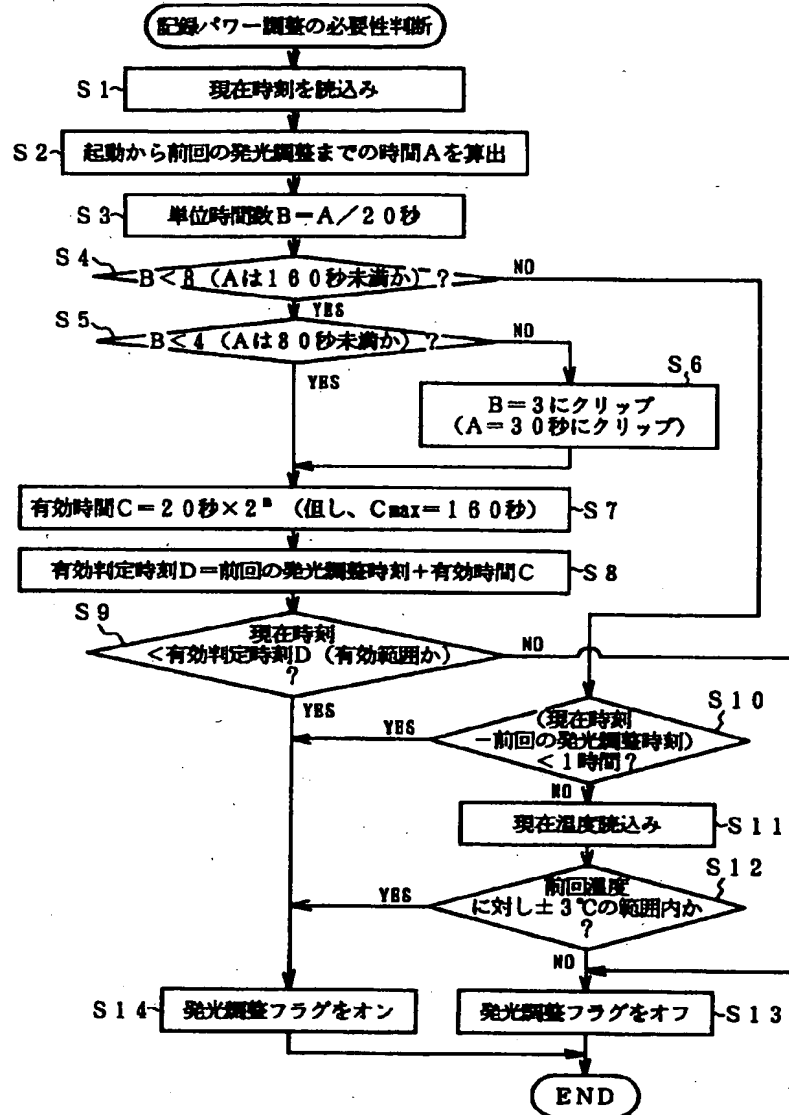 記録パワー調整の必要性判断
S1
現在時刻を読込み
S2
起動から前回の発光調整までの時間Aを算出
S3
単位時間数B=A/20秒
S4
B<8(Aは160秒未満か)?
NO
YES
S5
B<4(Aは80秒未満か)?
NO
YES
S6
B=3にクリップ
(A=30秒にクリップ)
有効時間C=20秒×2ᵐ(但し、Cmax=160秒)
S7
有効判定時刻D=前回の発光調整時刻+有効時間C
S8
S9
現在時刻
<有効判定時刻D(有効範囲か)
?
NO
YES
S10
(現在時刻
-前回の発光調整時刻)
<1時間?
YES
NO
現在温度読込み
S11
S12
前回温度
に対し±3℃の範囲内か
?
YES
NO
S14
発光調整フラグをオン
発光調整フラグをオフ
S13
END